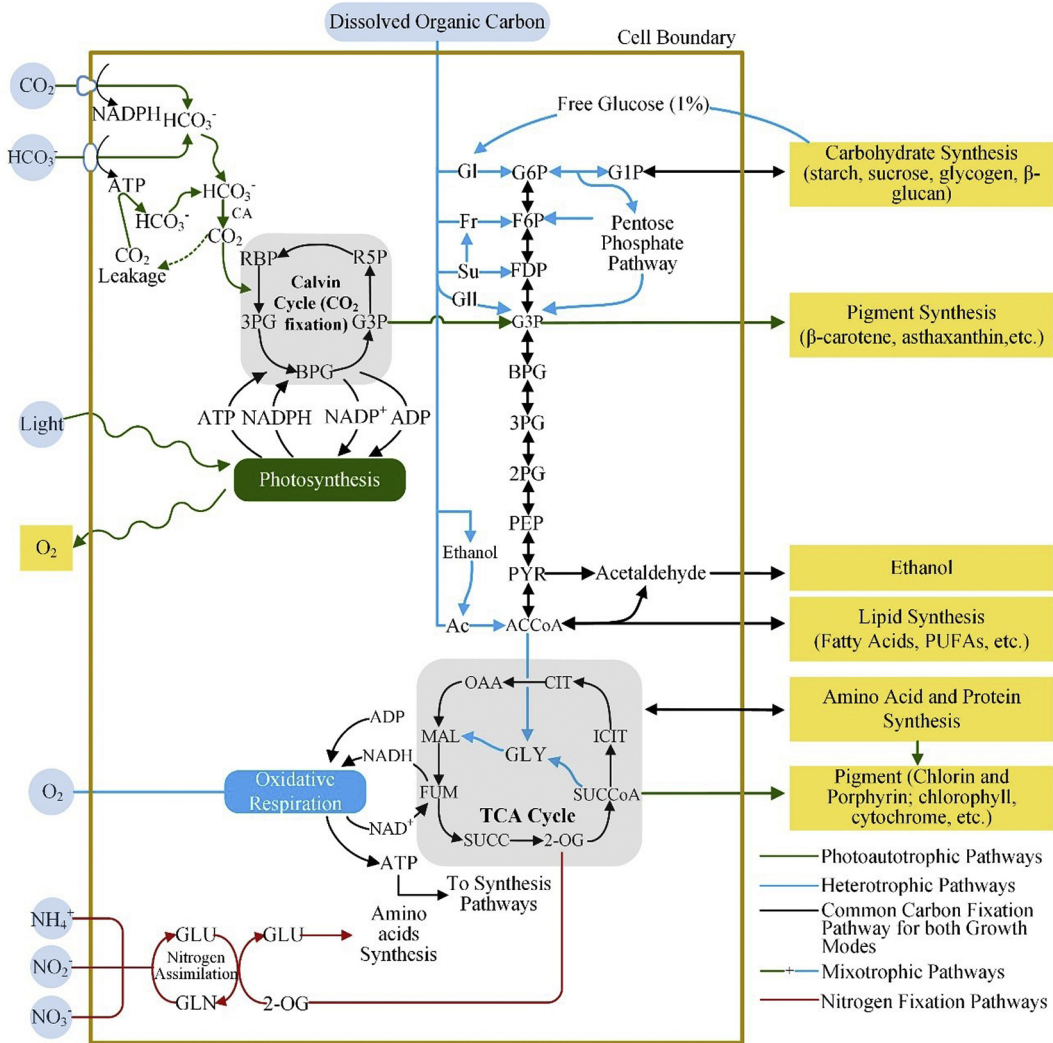 Dissolved Organic Carbon
Cell Boundary
CO₂
NADPH
HCO₃⁻
HCO₃⁻
ATP
HCO₃⁻
HCO₃⁻
CA
CO₂
CO₂
Leakage
RBP
R5P
Calvin
Cycle (CO₂
fixation)
3PG
G3P
BPG
ATP
NADPH
NADP⁺
ADP
Light
Photosynthesis
O₂
Free Glucose (1%)
GI
G6P
G1P
Fr
F6P
Pentose
Phosphate
Pathway
Su
FDP
GII
G3P
BPG
3PG
2PG
PEP
Ethanol
PYR
Acetaldehyde
Ac
ACCoA
Carbohydrate Synthesis
(starch, sucrose, glycogen, β-
glucan)
Pigment Synthesis
(β-carotene, asthaxanthin,etc.)
Ethanol
Lipid Synthesis
(Fatty Acids, PUFAs, etc.)
Amino Acid and Protein
Synthesis
Pigment (Chlorin and
Porphyrin; chlorophyll,
cytochrome, etc.)
OAA
CIT
MAL
GLY
ICIT
FUM
SUCCoA
TCA Cycle
SUCC
2-OG
ADP
NADH
O₂
Oxidative
Respiration
NAD⁺
ATP
To Synthesis
Pathways
NH₄⁺
NO₂⁻
NO₃⁻
GLU
Nitrogen
Assimilation
GLN
GLU
2-OG
Amino
acids
Synthesis
Photoautotrophic Pathways
Heterotrophic Pathways
Common Carbon Fixation
Pathway for both Growth
Modes
Mixotrophic Pathways
Nitrogen Fixation Pathways